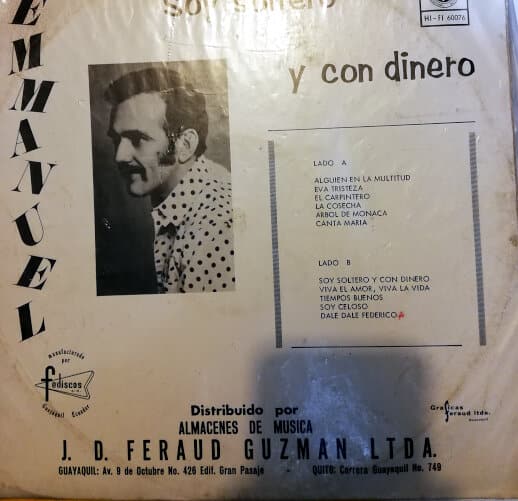 Soy soltero
HI-FI 60076
y con dinero
EMMANUEL
LADO A
ALGUIEN EN LA MULTITUD
EVA TRISTEZA
EL CARPINTERO
LA COSECHA
ARBOL DE MONACA
CANTA MARIA
LADO B
SOY SOLTERO Y CON DINERO
VIVA EL AMOR, VIVA LA VIDA
TIEMPOS BUENOS
SOY CELOSO
DALE DALE FEDERICO
manufacturado
por
fediscos
Guayaquil Ecuador
Graficas
feraud ltda.
Distribuido por
ALMACENES DE MUSICA
J. D. FERAUD GUZMAN LTDA.
GUAYAQUIL: Av. 9 de Octubre No. 426 Edif. Gran Pasaje - QUITO: Carrera Guayaquil No. 749